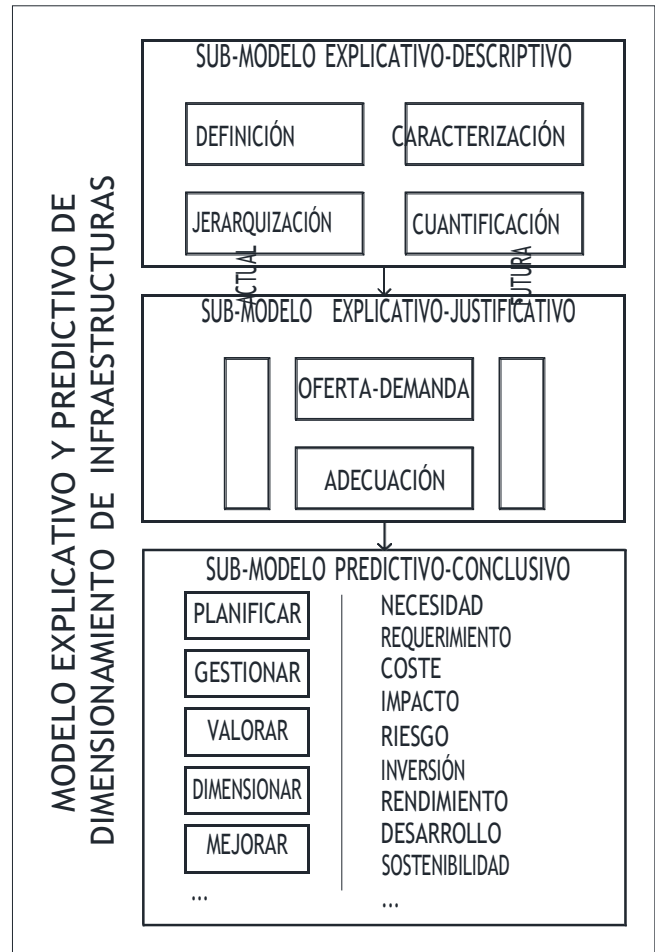 MODELO EXPLICATIVO Y PREDICTIVO DE
DIMENSIONAMIENTO DE INFRAESTRUCTURAS
SUB-MODELO EXPLICATIVO-DESCRIPTIVO
DEFINICIÓN
CARACTERIZACIÓN
JERARQUIZACIÓN
CUANTIFICACIÓN
ACTUAL
FUTURA
SUB-MODELO EXPLICATIVO-JUSTIFICATIVO
OFERTA-DEMANDA
ADECUACIÓN
SUB-MODELO PREDICTIVO-CONCLUSIVO
PLANIFICAR
GESTIONAR
VALORAR
DIMENSIONAR
MEJORAR
...
NECESIDAD
REQUERIMIENTO
COSTE
IMPACTO
RIESGO
INVERSIÓN
RENDIMIENTO
DESARROLLO
SOSTENIBILIDAD
...